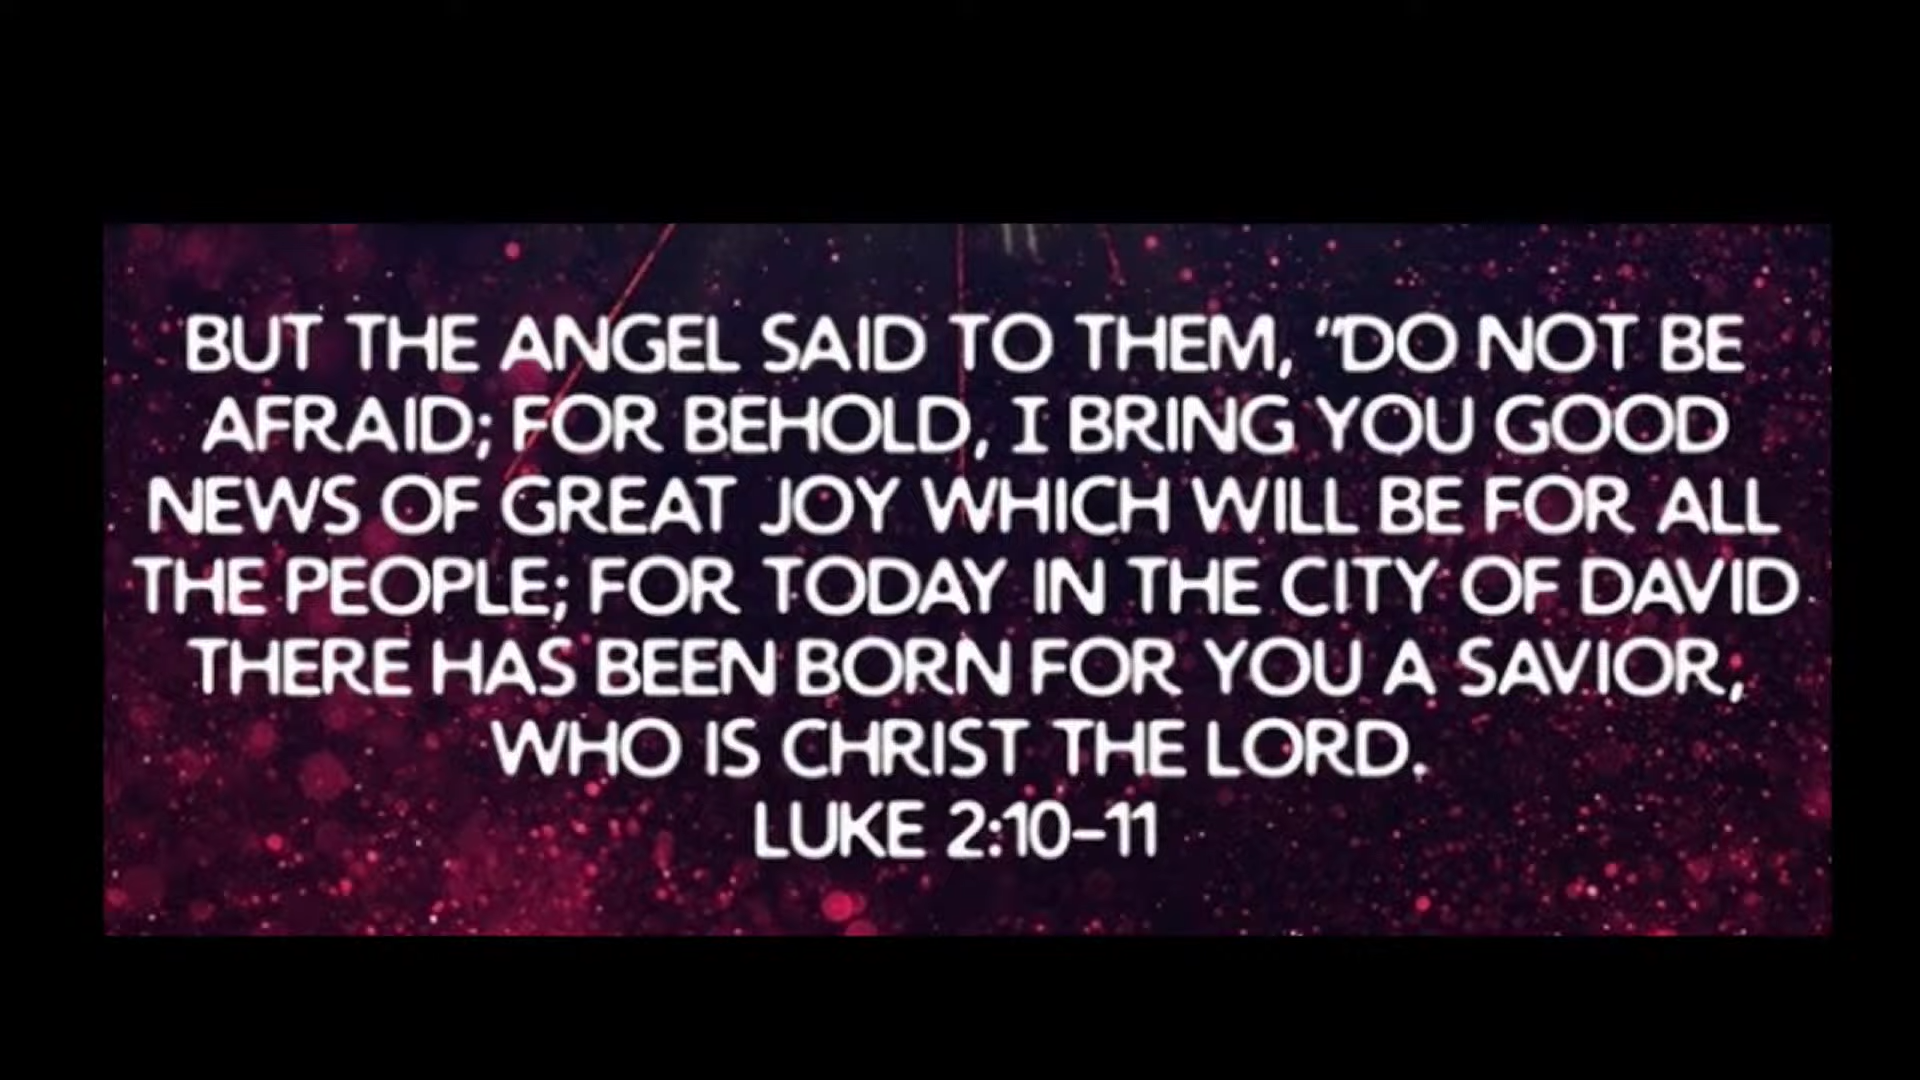 BUT THE ANGEL SAID TO THEM, "DO NOT BE
AFRAID; FOR BEHOLD, I BRING YOU GOOD
NEWS OF GREAT JOY WHICH WILL BE FOR ALL
THE PEOPLE; FOR TODAY IN THE CITY OF DAVID
THERE HAS BEEN BORN FOR YOU A SAVIOR,
WHO IS CHRIST THE LORD.
LUKE 2:10–11